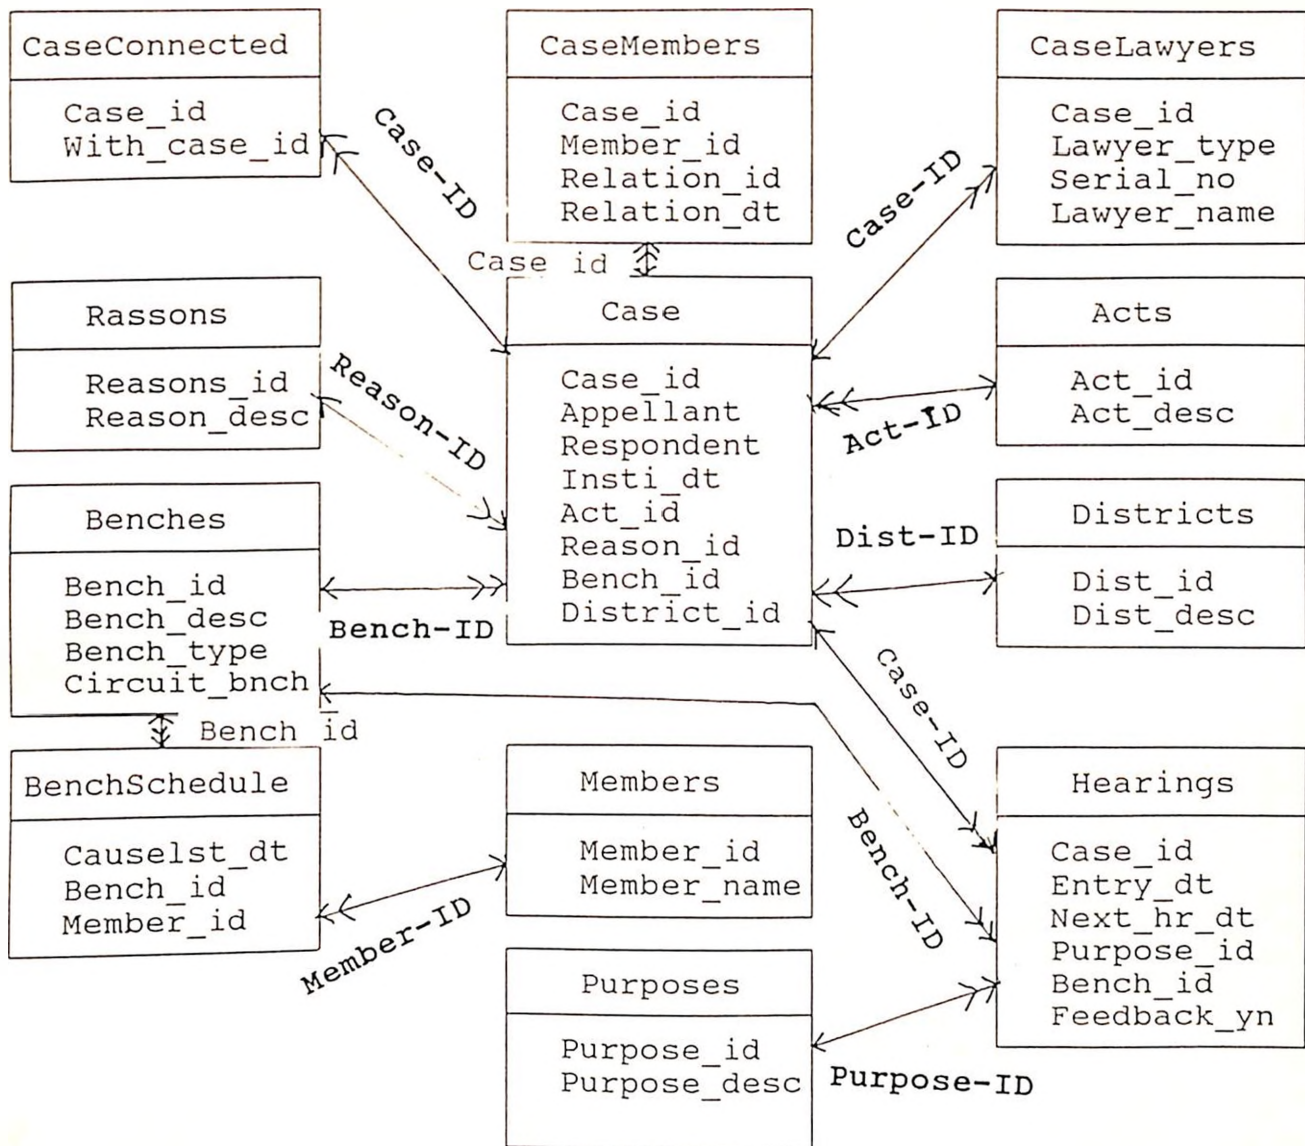 CaseConnected
Case_id
With_case_id
CaseMembers
Case_id
Member_id
Relation_id
Relation_dt
CaseLawyers
Case_id
Lawyer_type
Serial_no
Lawyer_name
Case-ID
Case id
Case-ID
Rassons
Reasons_id
Reason_desc
Reason-ID
Case
Case_id
Appellant
Respondent
Insti_dt
Act_id
Reason_id
Bench_id
District_id
Acts
Act_id
Act_desc
Act-ID
Benches
Bench_id
Bench_desc
Bench_type
Circuit_bnch
Bench-ID
Dist-ID
Districts
Dist_id
Dist_desc
Bench_id
Case-ID
Bench-ID
BenchSchedule
Causelst_dt
Bench_id
Member_id
Member-ID
Members
Member_id
Member_name
Hearings
Case_id
Entry_dt
Next_hr_dt
Purpose_id
Bench_id
Feedback_yn
Purposes
Purpose_id
Purpose_desc
Purpose-ID